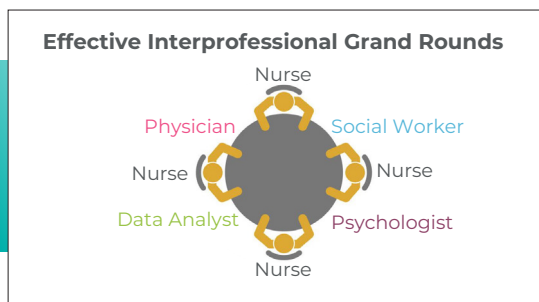 Effective Interprofessional Grand Rounds
Nurse
Physician
Social Worker
Nurse
Nurse
Data Analyst
Psychologist
Nurse